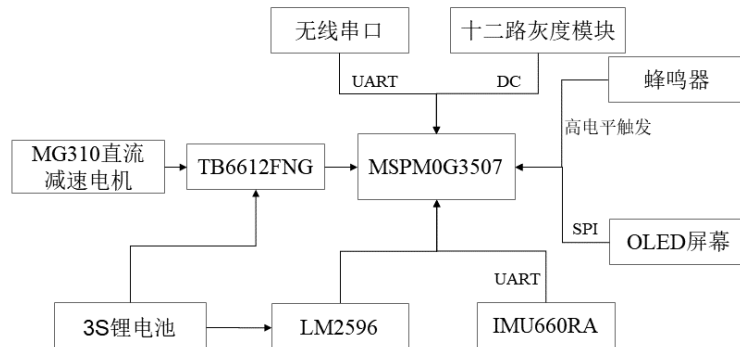 无线串口
十二路灰度模块
UART
DC
蜂鸣器
高电平触发
MG310直流
减速电机
TB6612FNG
MSPM0G3507
SPI
OLED屏幕
UART
3S锂电池
LM2596
IMU660RA